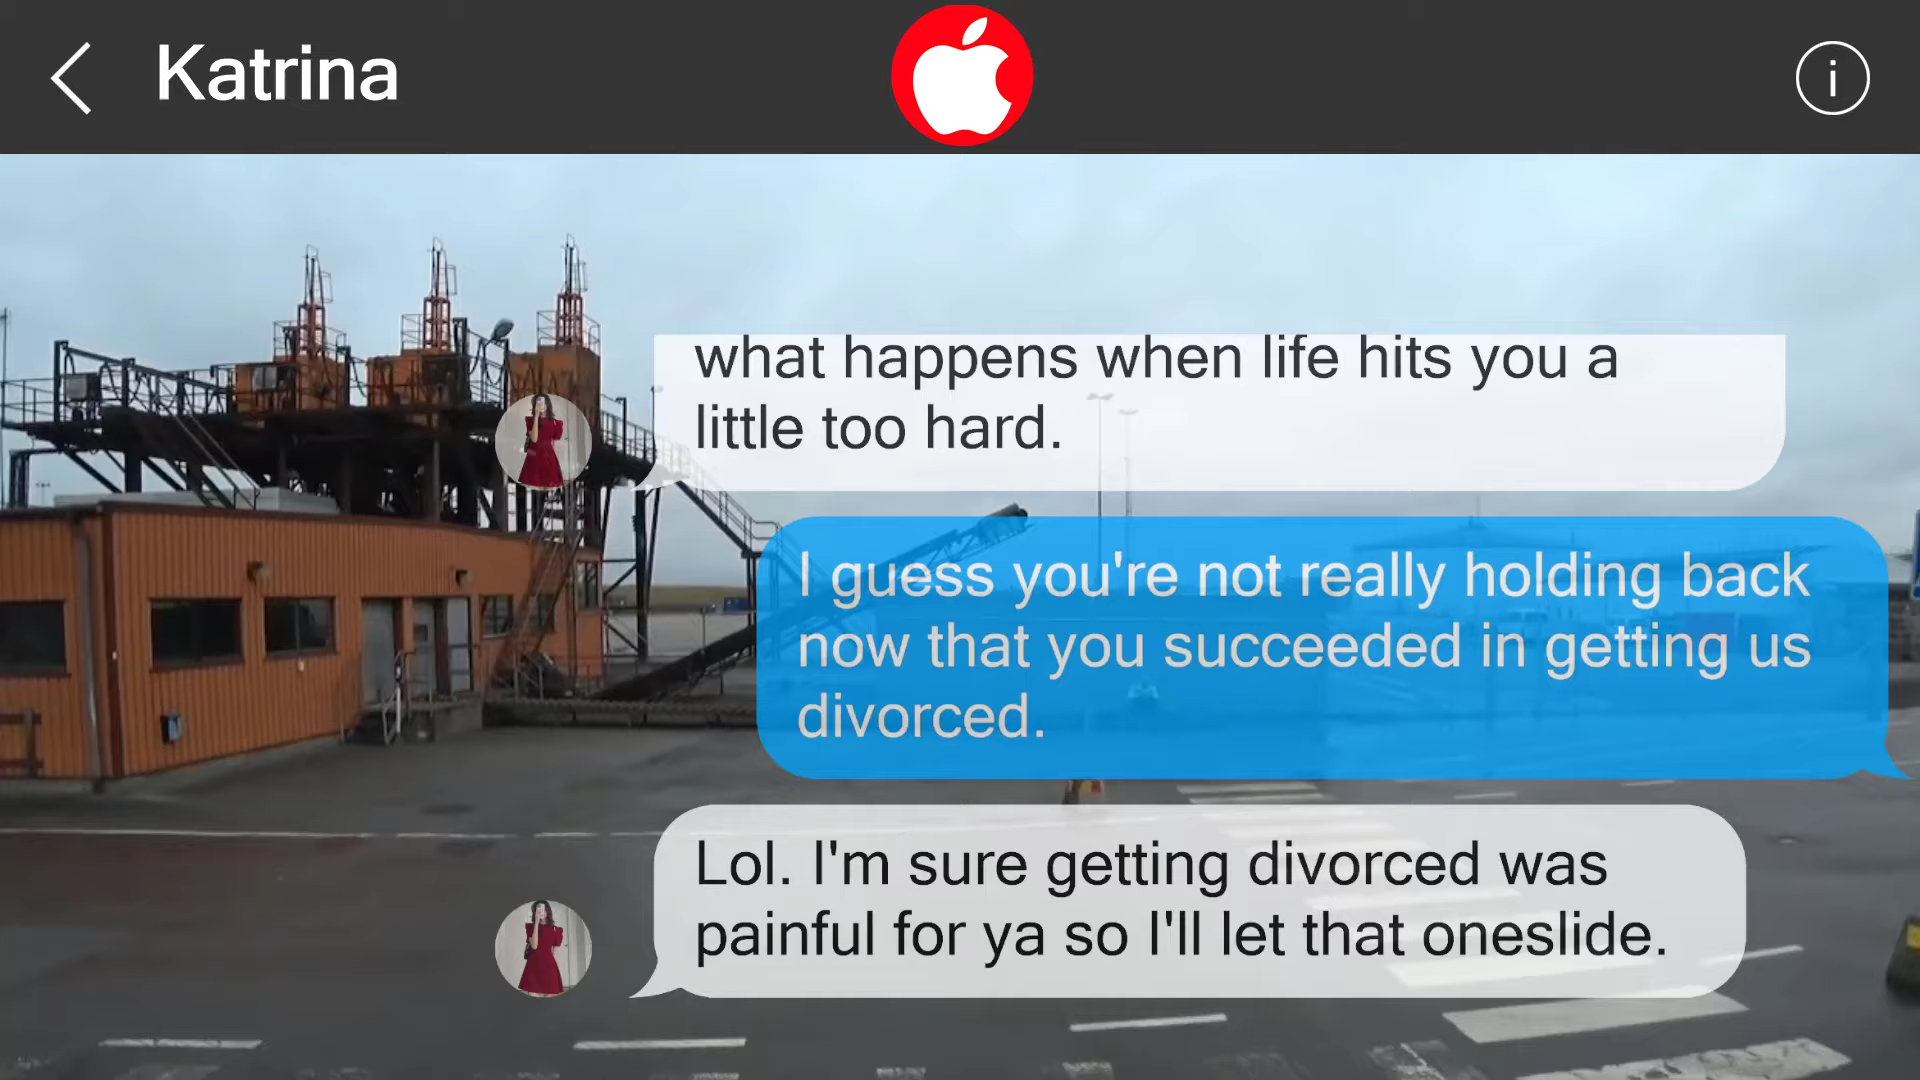 Katrina
i
what happens when life hits you a
little too hard.
I guess you're not really holding back
now that you succeeded in getting us
divorced.
Lol. I'm sure getting divorced was
painful for ya so I'll let that oneslide.